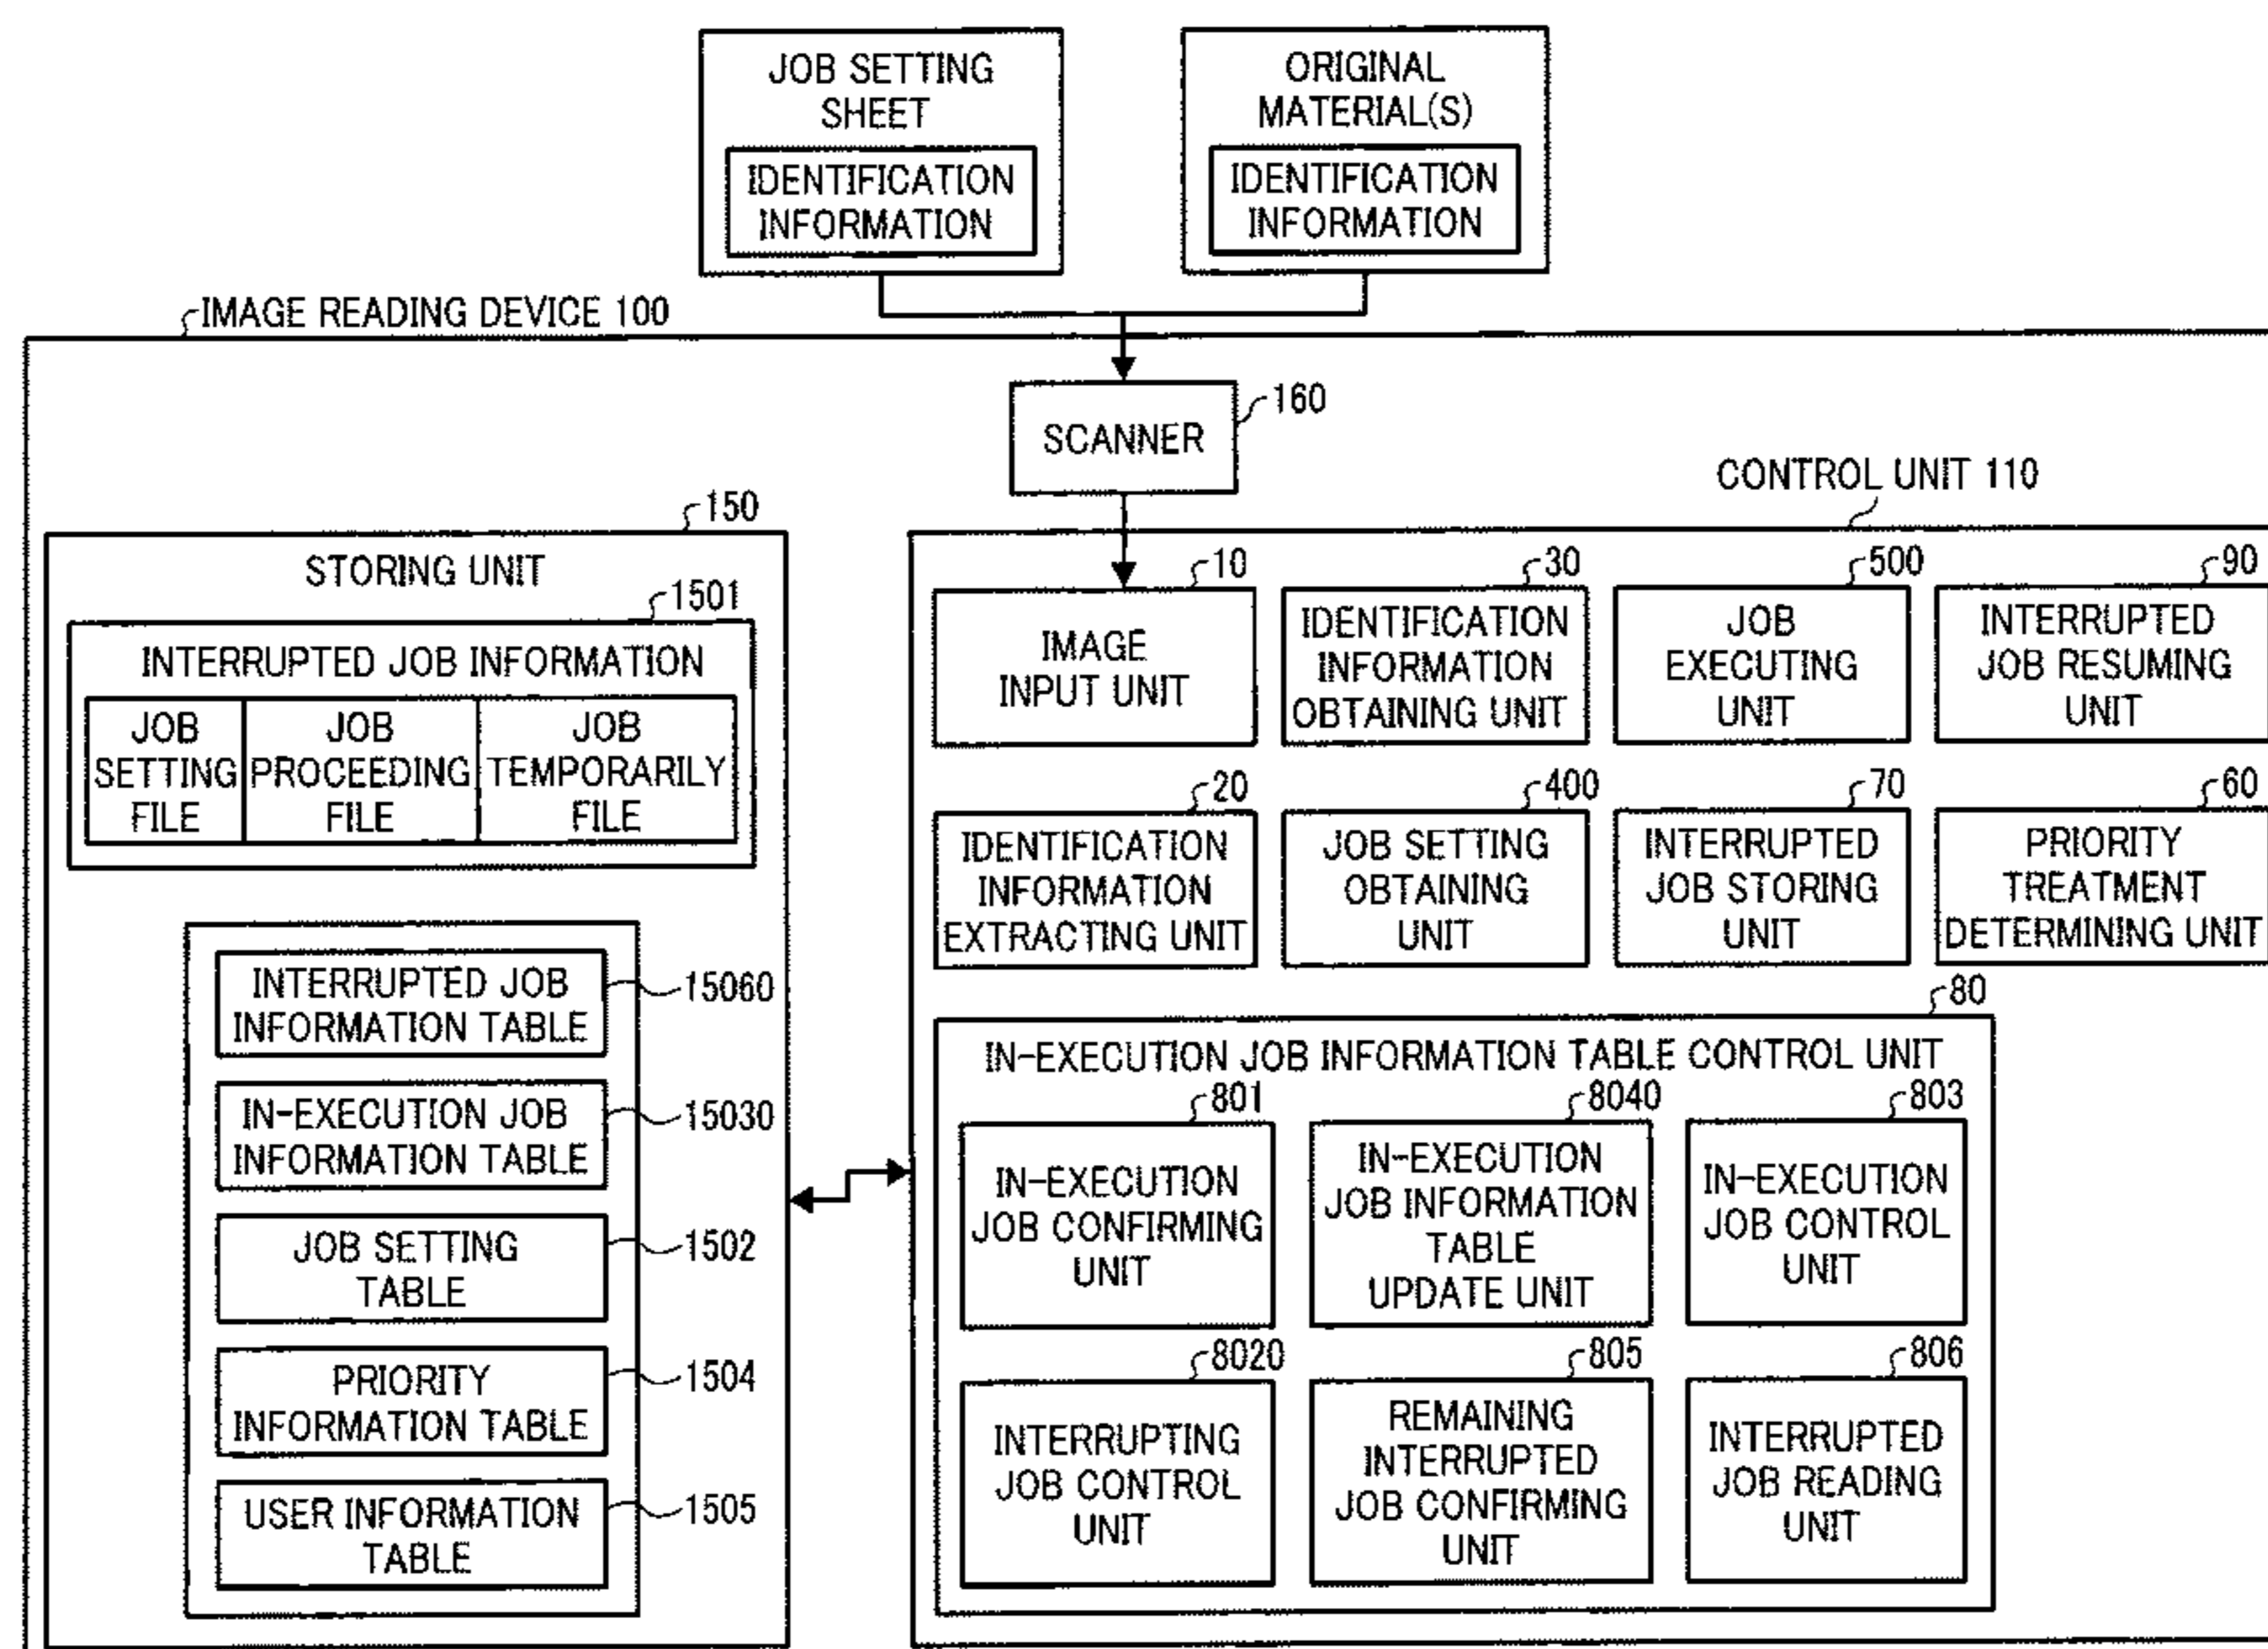 JOB SETTING
SHEET
IDENTIFICATION
INFORMATION
ORIGINAL
MATERIAL(S)
IDENTIFICATION
INFORMATION
IMAGE READING DEVICE 100
160
SCANNER
CONTROL UNIT 110
150
STORING UNIT
1501
INTERRUPTED JOB INFORMATION
JOB
SETTING
FILE
JOB
PROCEEDING
FILE
JOB
TEMPORARILY
FILE
INTERRUPTED JOB
INFORMATION TABLE
15060
IN-EXECUTION JOB
INFORMATION TABLE
15030
JOB SETTING
TABLE
1502
PRIORITY
INFORMATION TABLE
1504
USER INFORMATION
TABLE
1505
10
IMAGE
INPUT UNIT
30
IDENTIFICATION
INFORMATION
OBTAINING UNIT
500
JOB
EXECUTING
UNIT
90
INTERRUPTED
JOB RESUMING
UNIT
20
IDENTIFICATION
INFORMATION
EXTRACTING UNIT
400
JOB SETTING
OBTAINING
UNIT
70
INTERRUPTED
JOB STORING
UNIT
60
PRIORITY
TREATMENT
DETERMINING UNIT
80
IN-EXECUTION JOB INFORMATION TABLE CONTROL UNIT
801
IN-EXECUTION
JOB CONFIRMING
UNIT
8040
IN-EXECUTION
JOB INFORMATION
TABLE
UPDATE UNIT
803
IN-EXECUTION
JOB CONTROL
UNIT
8020
INTERRUPTING
JOB CONTROL
UNIT
805
REMAINING
INTERRUPTED
JOB CONFIRMING
UNIT
806
INTERRUPTED
JOB READING
UNIT